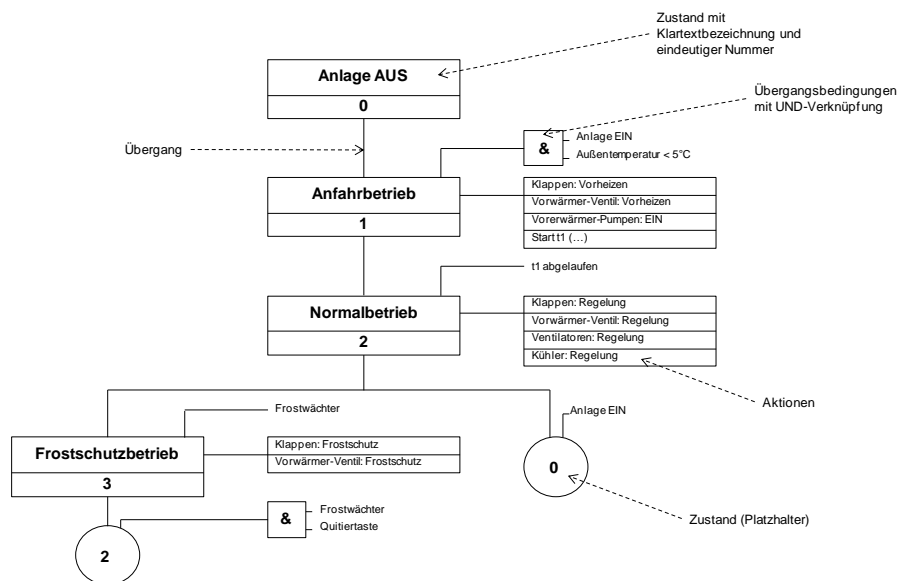 Zustand mit
Klartextbezeichnung und
eindeutiger Nummer
Anlage AUS
0
Übergangsbedingungen
mit UND-Verknüpfung
Übergang
&
Anlage EIN
Außentemperatur < 5°C
Anfahrbetrieb
1
Klappen: Vorheizen
Vorwärmer-Ventil: Vorheizen
Vorerwärmer-Pumpen: EIN
Start t1 (…)
t1 abgelaufen
Normalbetrieb
2
Klappen: Regelung
Vorwärmer-Ventil: Regelung
Ventilatoren: Regelung
Kühler: Regelung
Aktionen
Frostwächter
Anlage EIN
Frostschutzbetrieb
3
Klappen: Frostschutz
Vorwärmer-Ventil: Frostschutz
0
&
Frostwächter
Quitiertaste
Zustand (Platzhalter)
2